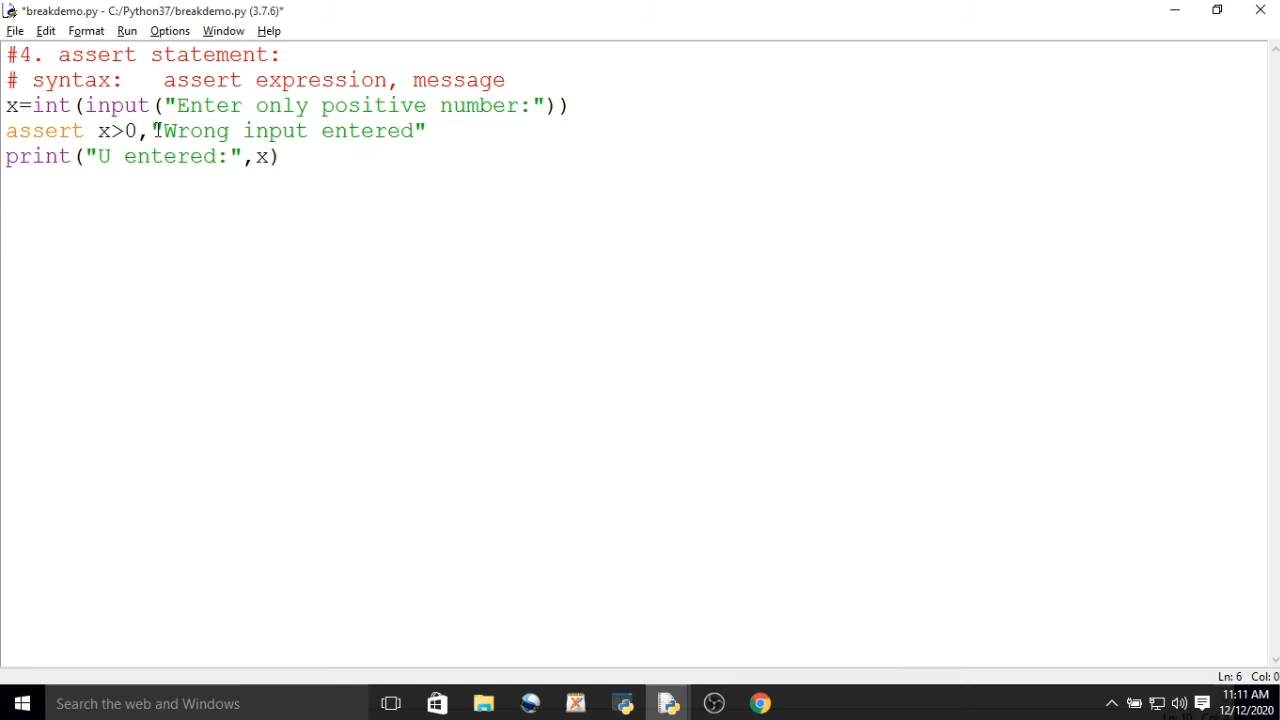 *breakdemo.py - C:/Python37/breakdemo.py (3.7.6)*
File Edit Format Run Options Window Help
#4. assert statement:
# syntax:   assert expression, message
x=int(input("Enter only positive number:"))
assert x>0,"Wrong input entered"
print("U entered:",x)
Ln: 6 Col: 0
Search the web and Windows
11:11 AM
12/12/2020